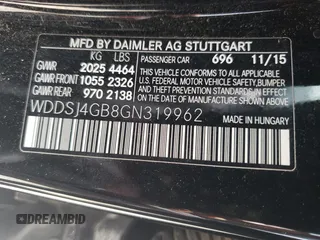 MFD BY DAIMLER AG STUTTGART
KG LBS PASSENGER CAR 696 11/15
GVWR 2025 4464 THIS VEHICLE CONFORMS TO ALL
GAWR FRONT 1055 2326 APPLICABLE U.S. FEDERAL MOTOR
GAWR REAR 970 2138 VEHICLE SAFETY, BUMPER
AND THEFT PREVENTION STANDARDS
IN EFFECT ON THE DATE OF
MANUFACTURE SHOWN ABOVE.
WDDSJ4GB8GN319962
MADE IN HUNGARY
© DREAMBID